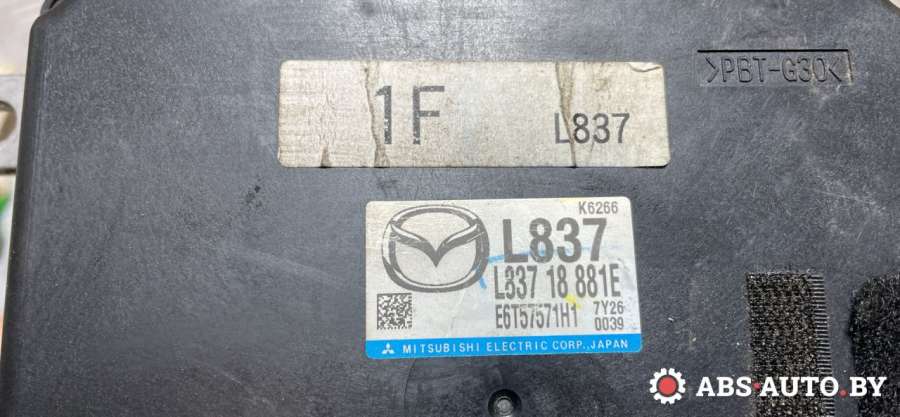 >PBT-G30<
1F L837
K6266
L837
L837 18 881E
E6T57571H1 7Y26
0039
MITSUBISHI ELECTRIC CORP., JAPAN
ABS-AUTO.BY